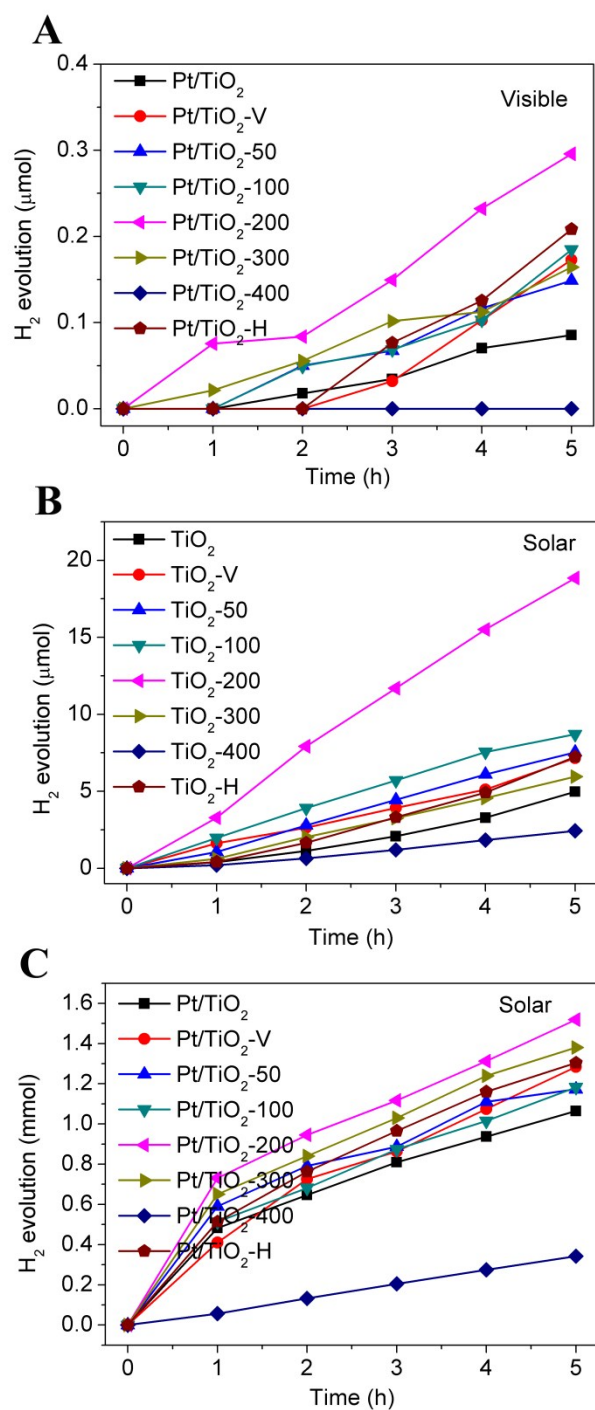 A
0.4
0.3
0.2
0.1
0.0
H₂ evolution (μmol)
Pt/TiO₂
Pt/TiO₂-V
Pt/TiO₂-50
Pt/TiO₂-100
Pt/TiO₂-200
Pt/TiO₂-300
Pt/TiO₂-400
Pt/TiO₂-H
Visible
0 1 2 3 4 5
Time (h)
B
20
15
10
5
0
H₂ evolution (μmol)
TiO₂
TiO₂-V
TiO₂-50
TiO₂-100
TiO₂-200
TiO₂-300
TiO₂-400
TiO₂-H
Solar
0 1 2 3 4 5
Time (h)
C
1.6
1.4
1.2
1.0
0.8
0.6
0.4
0.2
0.0
H₂ evolution (mmol)
Pt/TiO₂
Pt/TiO₂-V
Pt/TiO₂-50
Pt/TiO₂-100
Pt/TiO₂-200
Pt/TiO₂-300
Pt/TiO₂-400
Pt/TiO₂-H
Solar
0 1 2 3 4 5
Time (h)